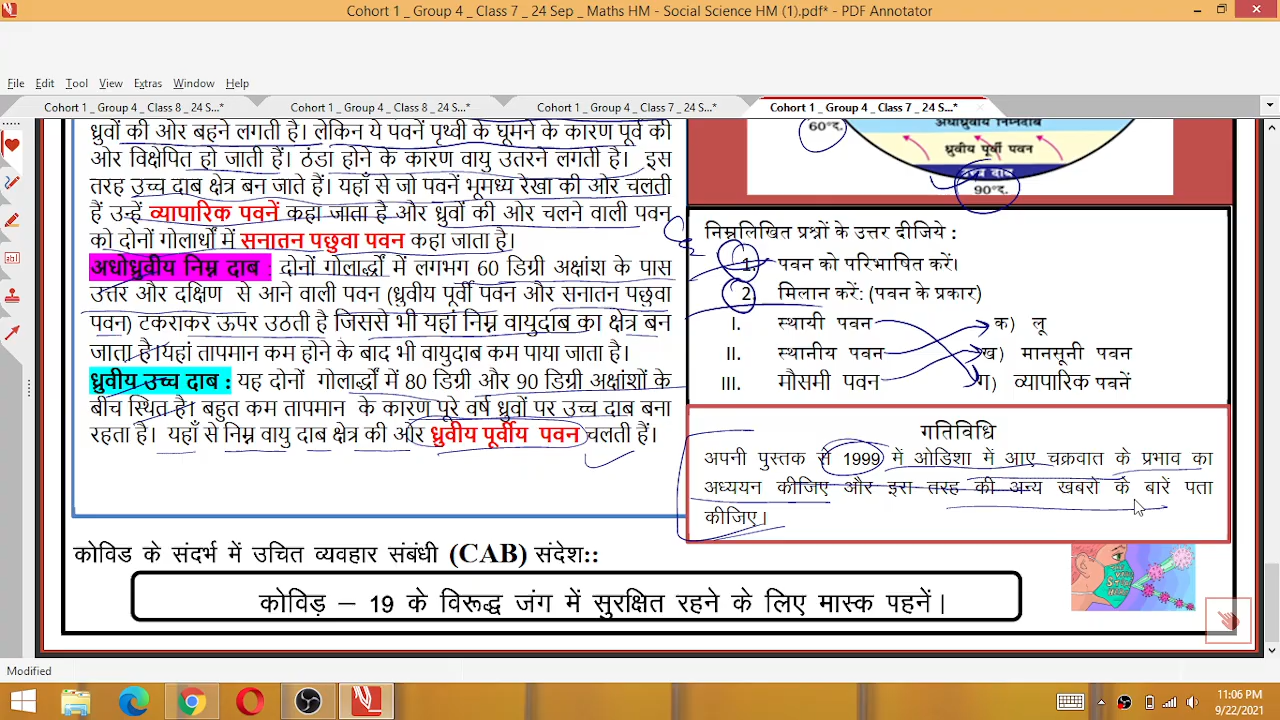 Cohort 1 _ Group 4 _ Class 7 _ 24 Sep _ Maths HM - Social Science HM (1).pdf* - PDF Annotator
File Edit Tool View Extras Window Help
Cohort 1 _ Group 4 _ Class 8 _ 24 S...* Cohort 1 _ Group 4 _ Class 8 _ 24 S...* Cohort 1 _ Group 4 _ Class 7 _ 24 S...* Cohort 1 _ Group 4 _ Class 7 _ 24 S...*
ध्रुवों की ओर बहने लगती है। लेकिन ये पवनें पृथ्वी के घूमने के कारण पूर्व की
ओर विक्षेपित हो जाती हैं। ठंडा होने के कारण वायु उतरने लगती है। इस
तरह उच्च दाब क्षेत्र बन जाते हैं। यहाँ से जो पवनें भूमध्य रेखा की ओर चलती
हैं उन्हें व्यापारिक पवनें कहा जाता है और ध्रुवों की ओर चलने वाली पवन
को दोनों गोलार्धों में सनातन पछुवा पवन कहा जाता है।
अधोध्रुवीय निम्न दाब : दोनों गोलार्द्धों में लगभग 60 डिग्री अक्षांश के पास
उत्तर और दक्षिण से आने वाली पवन (ध्रुवीय पूर्वी पवन और सनातन पछुवा
पवन) टकराकर ऊपर उठती है जिससे भी यहां निम्न वायुदाब का क्षेत्र बन
जाता है।यहां तापमान कम होने के बाद भी वायुदाब कम पाया जाता है।
ध्रुवीय उच्च दाब : यह दोनों गोलार्द्धों में 80 डिग्री और 90 डिग्री अक्षांशों के
बीच स्थित है। बहुत कम तापमान के कारण पूरे वर्ष ध्रुवों पर उच्च दाब बना
रहता है। यहाँ से निम्न वायु दाब क्षेत्र की ओर ध्रुवीय पूर्वीय पवन चलती हैं।
60°द.
अधोध्रुवीय निम्नदाब
ध्रुवीय पूर्वी पवन
उच्च दाब
90°द.
निम्नलिखित प्रश्नों के उत्तर दीजिये :
1. पवन को परिभाषित करें।
2. मिलान करें: (पवन के प्रकार)
I. स्थायी पवन क) लू
II. स्थानीय पवन ख) मानसूनी पवन
III. मौसमी पवन ग) व्यापारिक पवनें
गतिविधि
अपनी पुस्तक से 1999 में ओडिशा में आए चक्रवात के प्रभाव का
अध्ययन कीजिए और इस तरह की अन्य खबरो के बारें पता
कीजिए।
कोविद के संदर्भ में उचित व्यवहार संबंधी (CAB) संदेश::
कोविड़ – 19 के विरूद्ध जंग में सुरक्षित रहने के लिए मास्क पहनें।
Modified
11:06 PM
9/22/2021